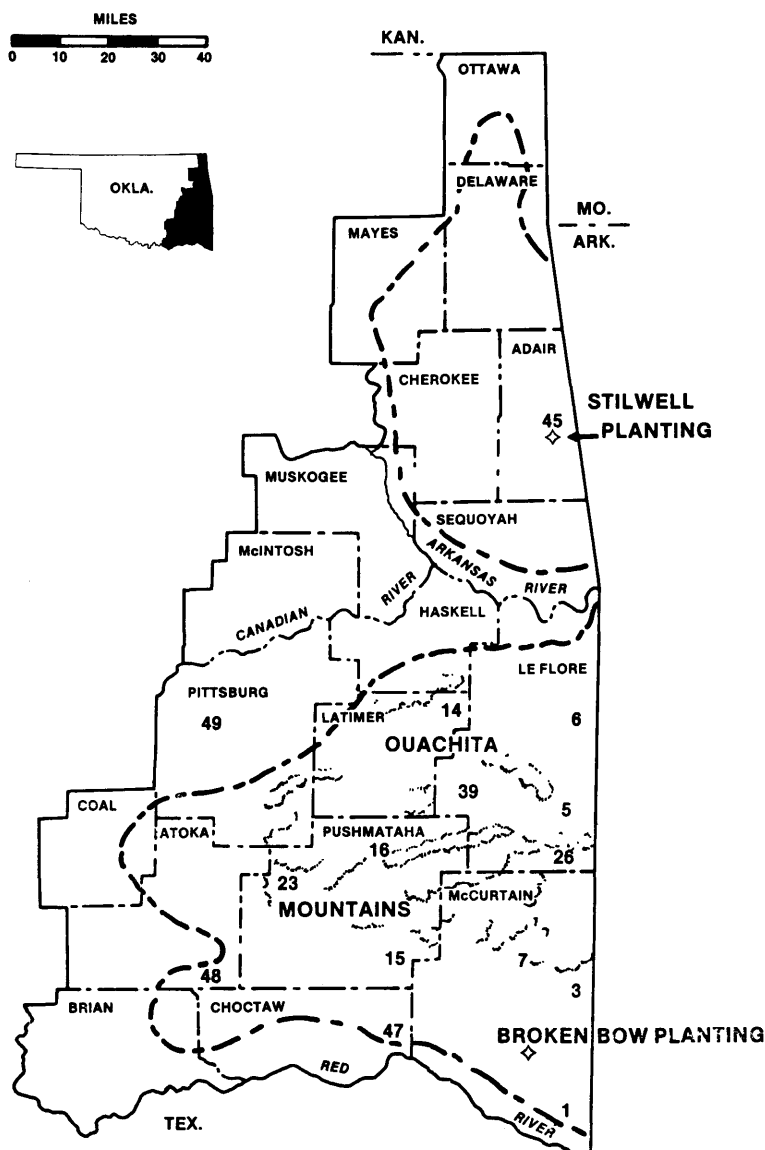 MILES
0 10 20 30 40
KAN.
OTTAWA
OKLA.
DELAWARE
MO.
ARK.
MAYES
ADAIR
CHEROKEE
45
STILWELL
PLANTING
MUSKOGEE
SEQUOYAH
McINTOSH
ARKANSAS
RIVER
RIVER
CANADIAN
HASKELL
LE FLORE
PITTSBURG
49
LATIMER
14
6
OUACHITA
39
COAL
5
ATOKA
PUSHMATAHA
16
26
23
McCURTAIN
MOUNTAINS
15
7
48
3
BRIAN
CHOCTAW
47
BROKEN BOW PLANTING
RED
RIVER
1
TEX.